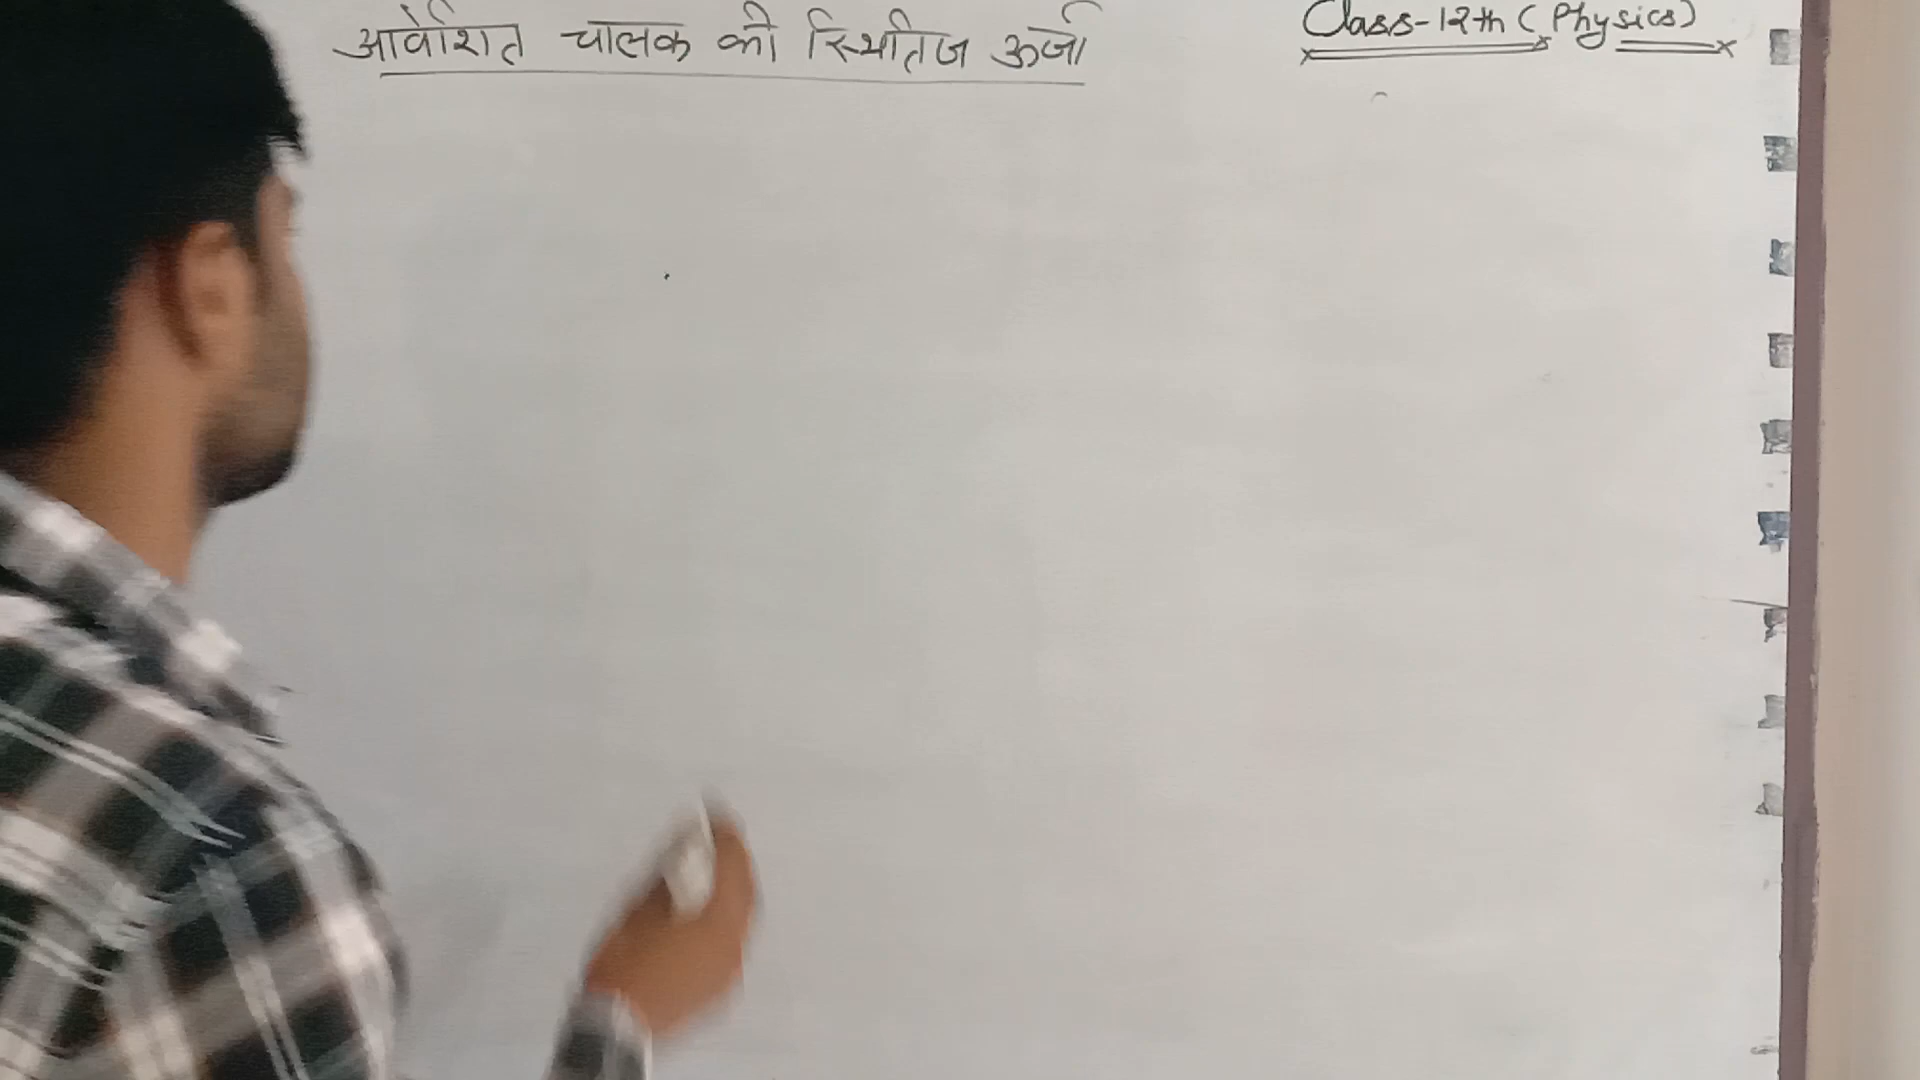 आवेशित चालक की स्थितिज ऊर्जा
Class-12th (Physics)